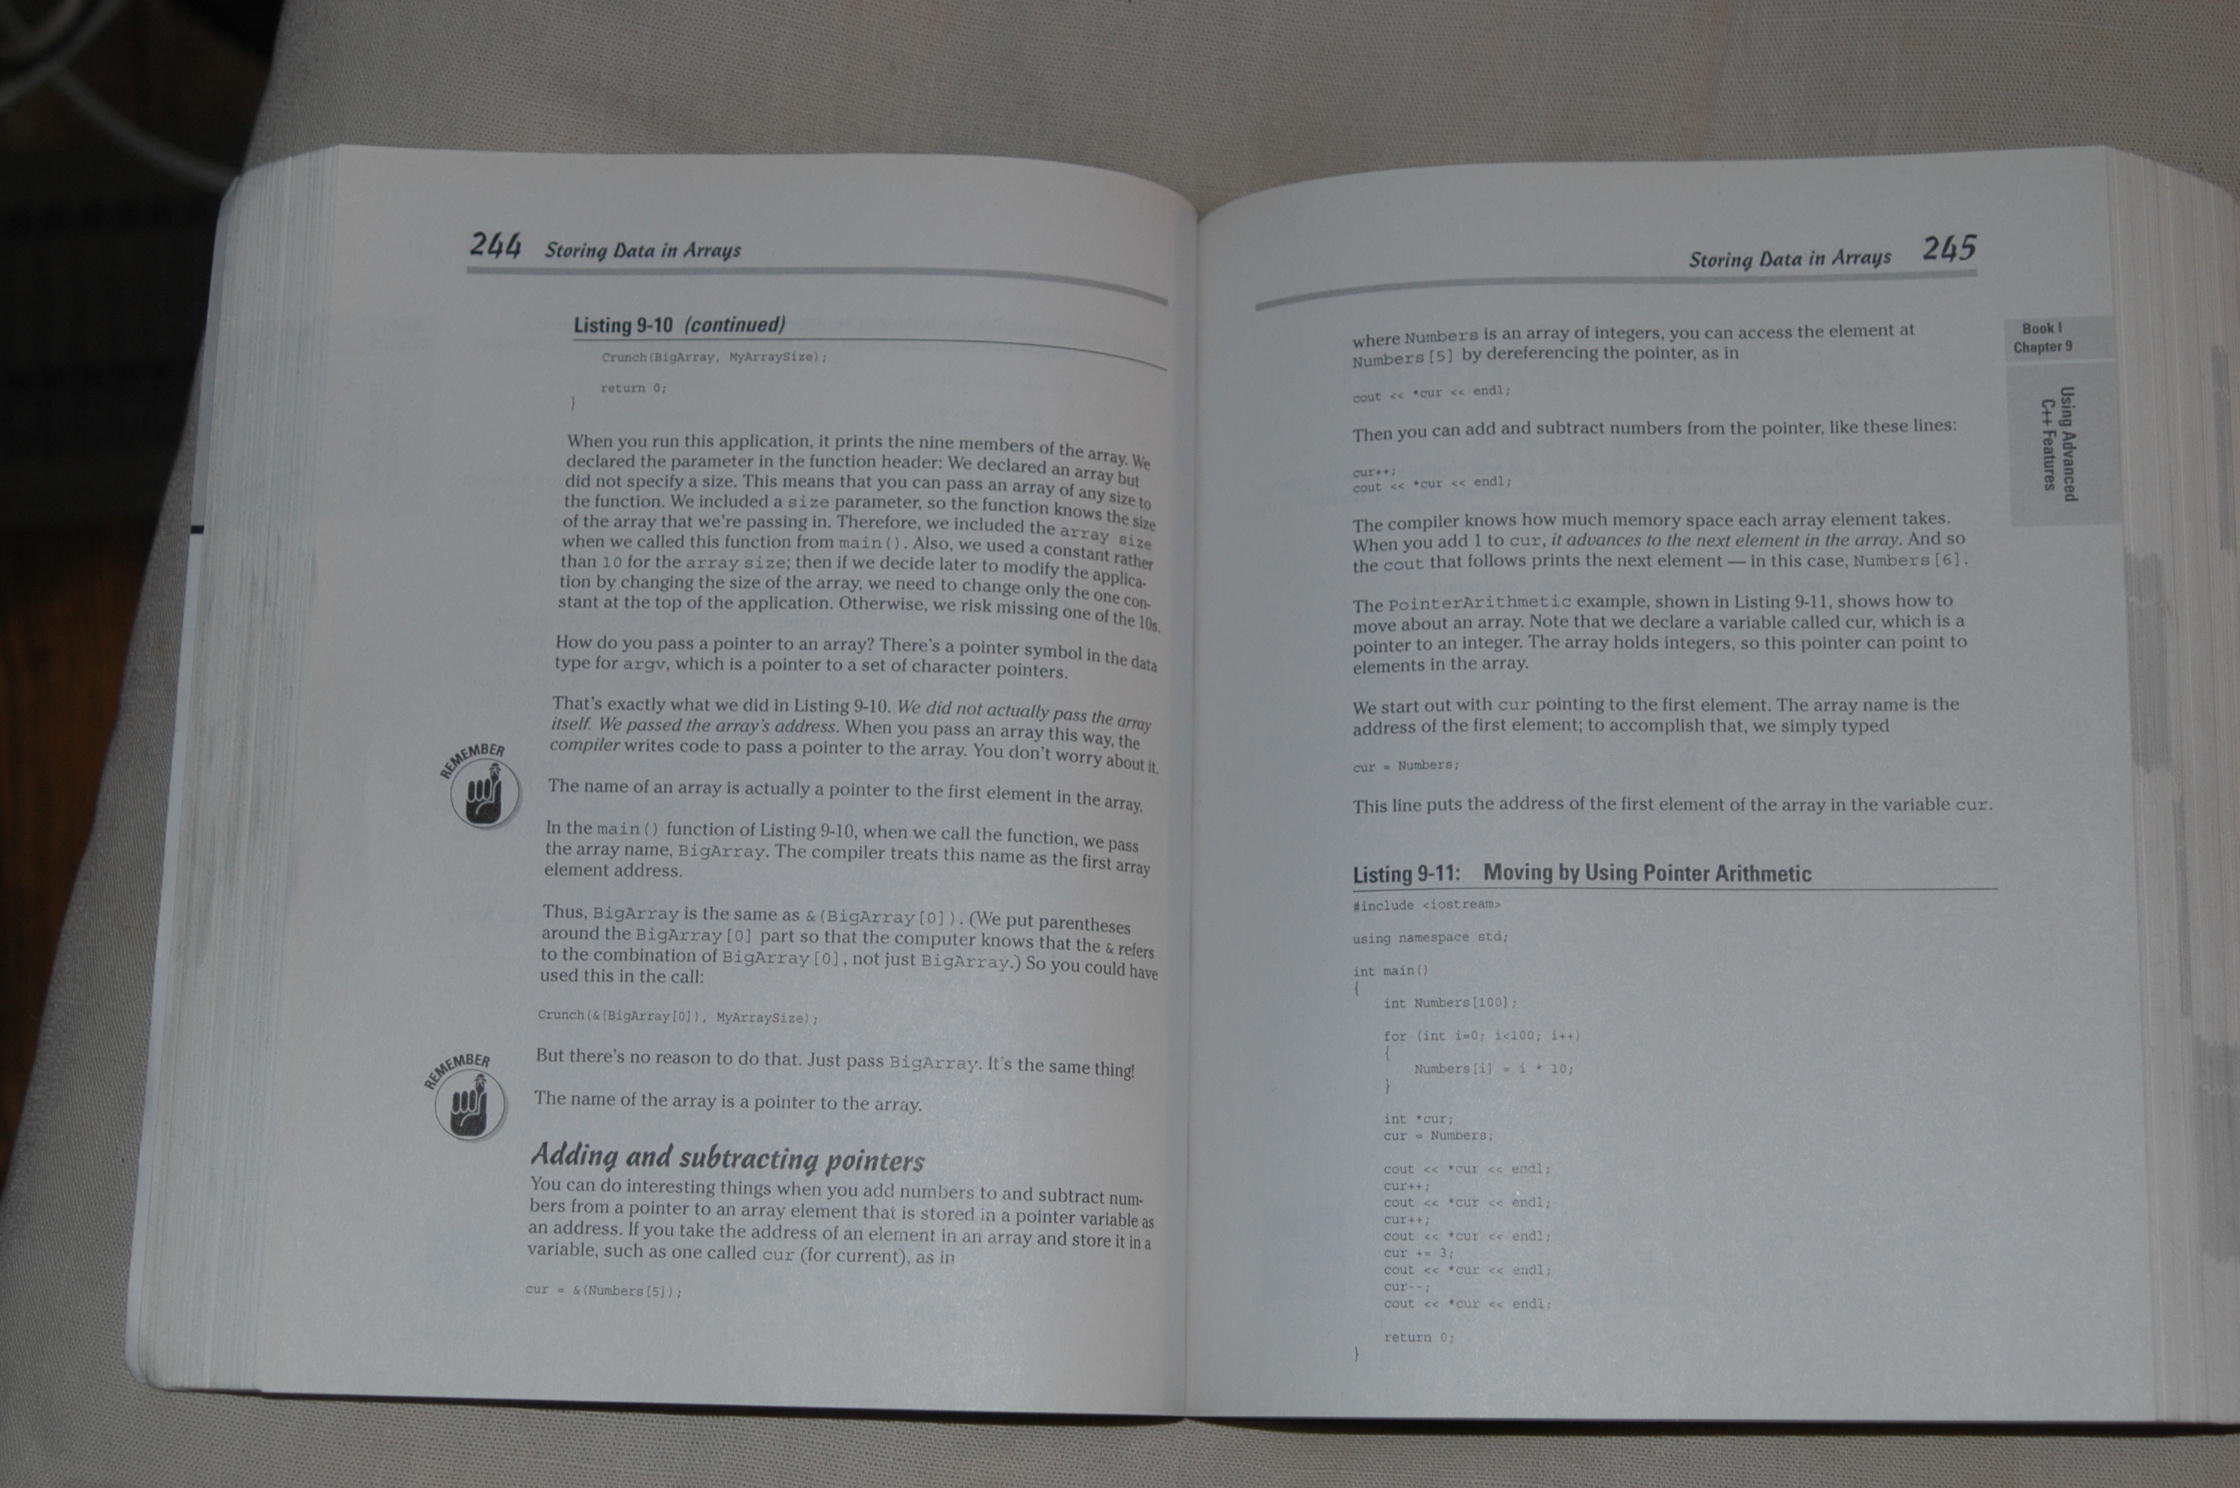 244 Storing Data in Arrays
Listing 9-10 (continued)
Crunch(BigArray, MyArraySize);
return 0;
}
When you run this application, it prints the nine members of the array. We
declared the parameter in the function header: We declared an array but
did not specify a size. This means that you can pass an array of any size to
the function. We included a size parameter, so the function knows the size
of the array that we're passing in. Therefore, we included the array size
when we called this function from main(). Also, we used a constant rather
than 10 for the array size; then if we decide later to modify the applica-
tion by changing the size of the array, we need to change only the one con-
stant at the top of the application. Otherwise, we risk missing one of the 10s.
How do you pass a pointer to an array? There's a pointer symbol in the data
type for argv, which is a pointer to a set of character pointers.
That's exactly what we did in Listing 9-10. We did not actually pass the array
itself. We passed the array's address. When you pass an array this way, the
compiler writes code to pass a pointer to the array. You don't worry about it.
REMEMBER
The name of an array is actually a pointer to the first element in the array.
In the main() function of Listing 9-10, when we call the function, we pass
the array name, BigArray. The compiler treats this name as the first array
element address.
Thus, BigArray is the same as &(BigArray[0]). (We put parentheses
around the BigArray[0] part so that the computer knows that the & refers
to the combination of BigArray[0], not just BigArray.) So you could have
used this in the call:
Crunch(&(BigArray[0]), MyArraySize);
But there's no reason to do that. Just pass BigArray. It's the same thing!
REMEMBER
The name of the array is a pointer to the array.
Adding and subtracting pointers
You can do interesting things when you add numbers to and subtract num-
bers from a pointer to an array element that is stored in a pointer variable as
an address. If you take the address of an element in an array and store it in a
variable, such as one called cur (for current), as in
cur = &(Numbers[5]);
Storing Data in Arrays 245
Book I
Chapter 9
Using Advanced
C++ Features
where Numbers is an array of integers, you can access the element at
Numbers[5] by dereferencing the pointer, as in
cout << *cur << endl;
Then you can add and subtract numbers from the pointer, like these lines:
cur++;
cout << *cur << endl;
The compiler knows how much memory space each array element takes.
When you add 1 to cur, it advances to the next element in the array. And so
the cout that follows prints the next element — in this case, Numbers[6].
The PointerArithmetic example, shown in Listing 9-11, shows how to
move about an array. Note that we declare a variable called cur, which is a
pointer to an integer. The array holds integers, so this pointer can point to
elements in the array.
We start out with cur pointing to the first element. The array name is the
address of the first element; to accomplish that, we simply typed
cur = Numbers;
This line puts the address of the first element of the array in the variable cur.
Listing 9-11: Moving by Using Pointer Arithmetic
#include <iostream>
using namespace std;
int main()
{
int Numbers[100];
for (int i=0; i<100; i++)
{
Numbers[i] = i * 10;
}
int *cur;
cur = Numbers;
cout << *cur << endl;
cur++;
cout << *cur << endl;
cur++;
cout << *cur << endl;
cur += 3;
cout << *cur << endl;
cur--;
cout << *cur << endl;
return 0;
}